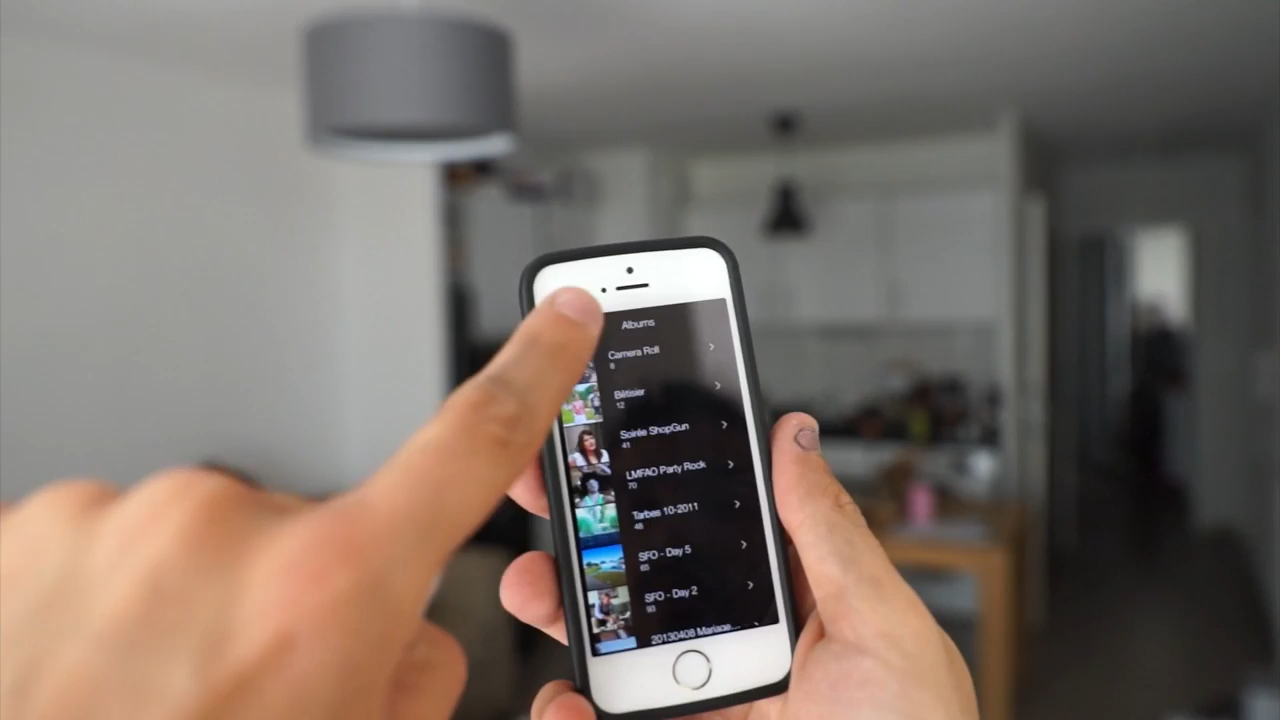 Albums
Camera Roll
8
Bêtisier
12
Soirée ShopGun
41
LMFAO Party Rock
70
Tarbes 10-2011
48
SFO - Day 5
65
SFO - Day 2
93
20130408 Mariage...